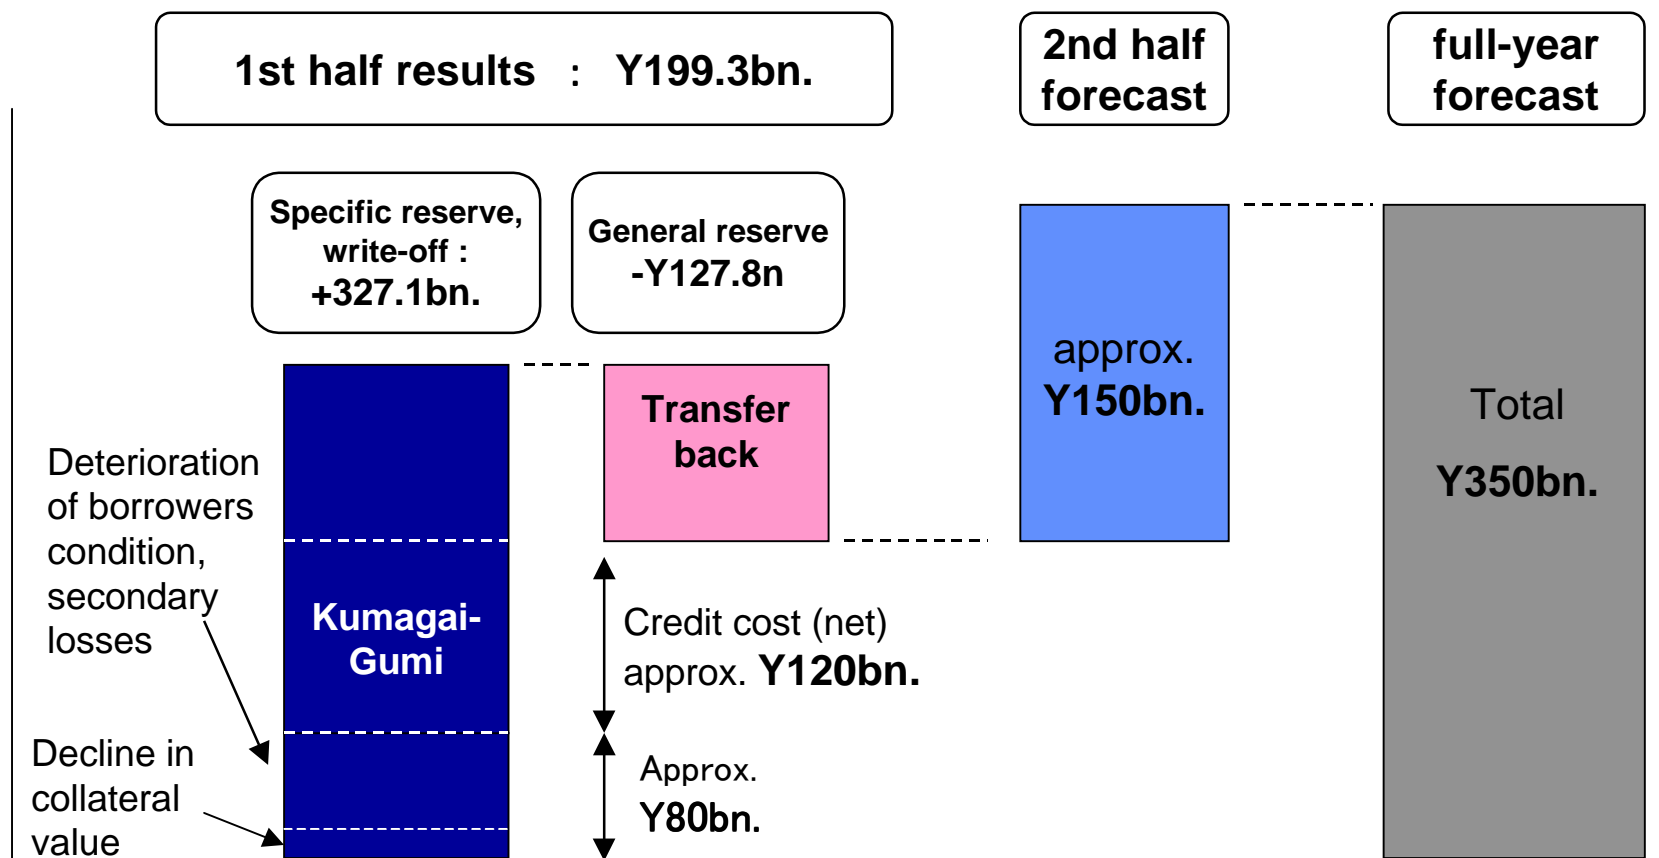 1st half results : Y199.3bn.
2nd half
forecast
full-year
forecast
Specific reserve,
write-off :
+327.1bn.
General reserve
-Y127.8n
Transfer
back
approx.
Y150bn.
Total
Y350bn.
Deterioration
of borrowers
condition,
secondary
losses
Kumagai-
Gumi
Credit cost (net)
approx. Y120bn.
Decline in
collateral
value
Approx.
Y80bn.